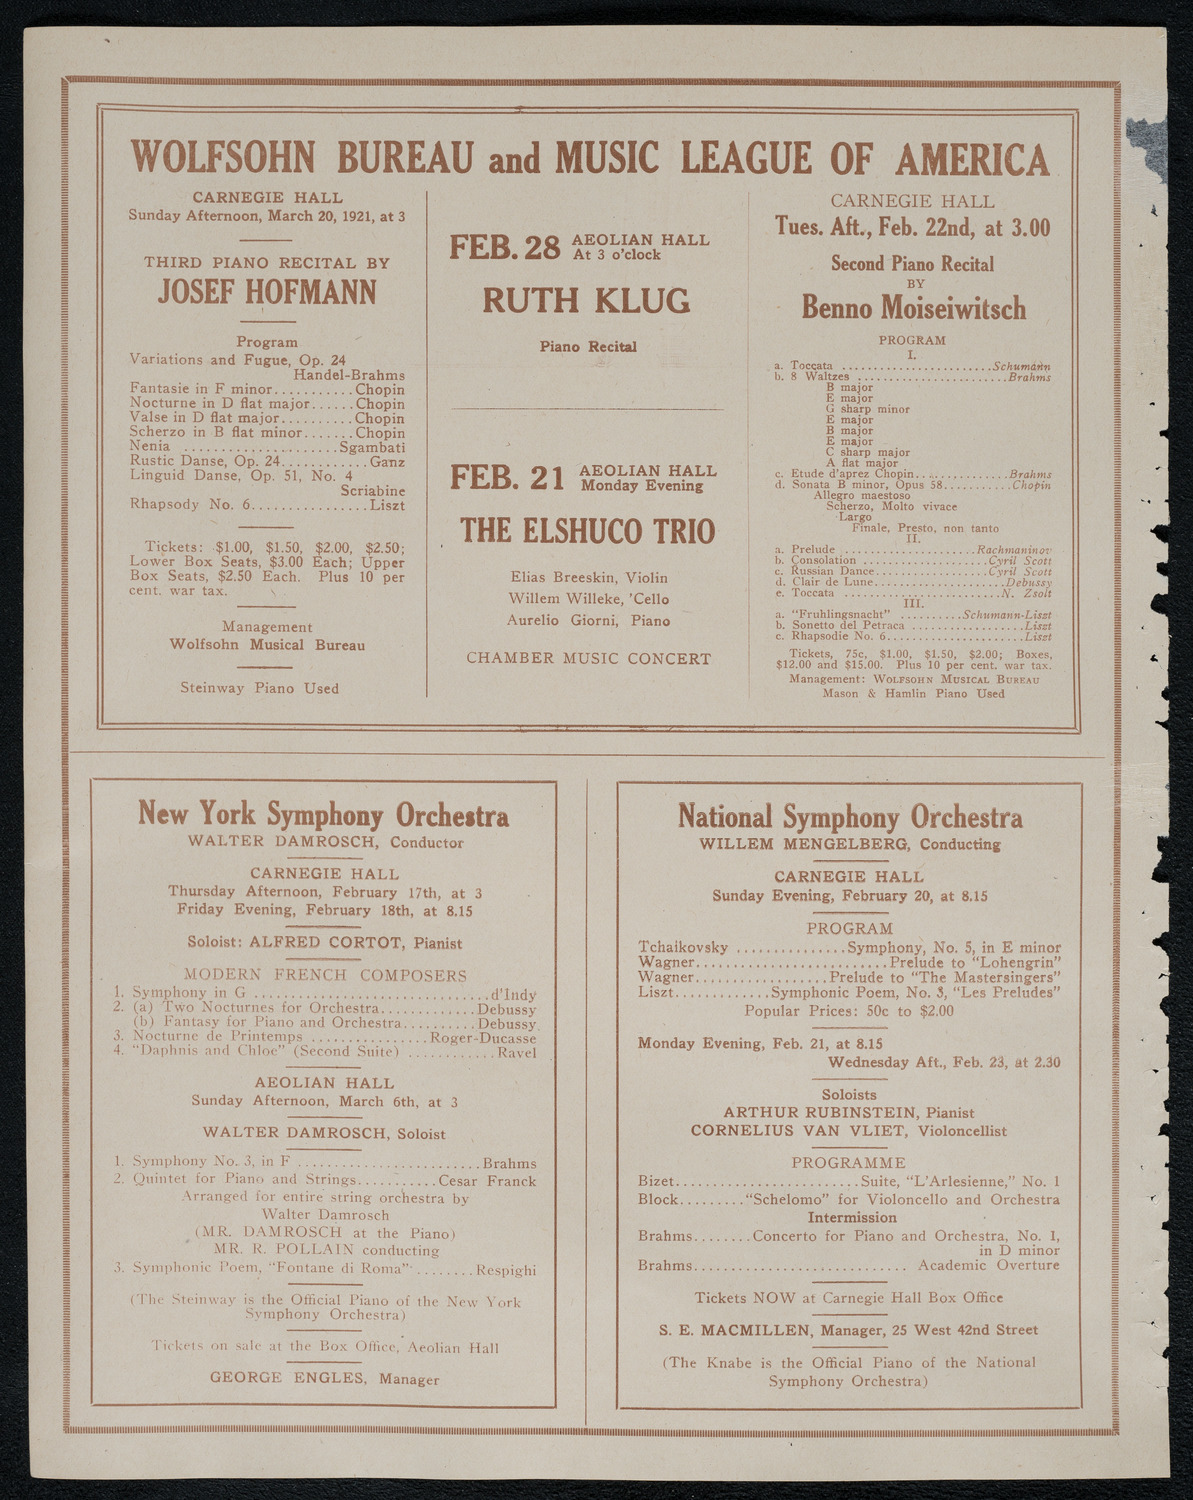 WOLFSOHN BUREAU and MUSIC LEAGUE OF AMERICA
CARNEGIE HALL
Sunday Afternoon, March 20, 1921, at 3
THIRD PIANO RECITAL BY
JOSEF HOFMANN
Program
Variations and Fugue, Op. 24
Handel-Brahms
Fantasie in F minor...........Chopin
Nocturne in D flat major......Chopin
Valse in D flat major..........Chopin
Scherzo in B flat minor.......Chopin
Nenia ....................Sgambati
Rustic Danse, Op. 24............Ganz
Linguid Danse, Op. 51, No. 4
Scriabine
Rhapsody No. 6................Liszt
Tickets: $1.00, $1.50, $2.00, $2.50;
Lower Box Seats, $3.00 Each; Upper
Box Seats, $2.50 Each. Plus 10 per
cent. war tax.
Management
Wolfsohn Musical Bureau
Steinway Piano Used
FEB. 28 AEOLIAN HALL
At 3 o'clock
RUTH KLUG
Piano Recital
FEB. 21 AEOLIAN HALL
Monday Evening
THE ELSHUCO TRIO
Elias Breeskin, Violin
Willem Willeke, 'Cello
Aurelio Giorni, Piano
CHAMBER MUSIC CONCERT
CARNEGIE HALL
Tues. Aft., Feb. 22nd, at 3.00
Second Piano Recital
BY
Benno Moiseiwitsch
PROGRAM
I.
a. Toccata ........................Schumann
b. 8 Waltzes ........................Brahms
B major
E major
G sharp minor
E major
B major
E major
C sharp major
A flat major
c. Etude d'aprez Chopin...............Brahms
d. Sonata B minor, Opus 58...........Chopin
Allegro maestoso
Scherzo, Molto vivace
Largo
Finale, Presto, non tanto
II.
a. Prelude .....................Rachmaninov
b. Consolation ...................Cyril Scott
c. Russian Dance..................Cyril Scott
d. Clair de Lune.....................Debussy
e. Toccata .........................N. Zsolt
III.
a. "Fruhlingsnacht" ..........Schumann-Liszt
b. Sonetto del Petraca ..................Liszt
c. Rhapsodie No. 6......................Liszt
Tickets, 75c, $1.00, $1.50, $2.00; Boxes,
$12.00 and $15.00. Plus 10 per cent. war tax.
Management: WOLFSOHN MUSICAL BUREAU
Mason & Hamlin Piano Used
New York Symphony Orchestra
WALTER DAMROSCH, Conductor
CARNEGIE HALL
Thursday Afternoon, February 17th, at 3
Friday Evening, February 18th, at 8.15
Soloist: ALFRED CORTOT, Pianist
MODERN FRENCH COMPOSERS
1. Symphony in G ...............................d'Indy
2. (a) Two Nocturnes for Orchestra............Debussy
(b) Fantasy for Piano and Orchestra..........Debussy
3. Nocturne de Printemps ................Roger-Ducasse
4. "Daphnis and Chloe" (Second Suite) ............Ravel
AEOLIAN HALL
Sunday Afternoon, March 6th, at 3
WALTER DAMROSCH, Soloist
1. Symphony No. 3, in F ........................Brahms
2. Quintet for Piano and Strings...........Cesar Franck
Arranged for entire string orchestra by
Walter Damrosch
(MR. DAMROSCH at the Piano)
MR. R. POLLAIN conducting
3. Symphonic Poem, "Fontane di Roma" ........Respighi
(The Steinway is the Official Piano of the New York
Symphony Orchestra)
Tickets on sale at the Box Office, Aeolian Hall
GEORGE ENGLES, Manager
National Symphony Orchestra
WILLEM MENGELBERG, Conducting
CARNEGIE HALL
Sunday Evening, February 20, at 8.15
PROGRAM
Tchaikovsky ...............Symphony, No. 5, in E minor
Wagner..........................Prelude to "Lohengrin"
Wagner..................Prelude to "The Mastersingers"
Liszt.............Symphonic Poem, No. 3, "Les Preludes"
Popular Prices: 50c to $2.00
Monday Evening, Feb. 21, at 8.15
Wednesday Aft., Feb. 23, at 2.30
Soloists
ARTHUR RUBINSTEIN, Pianist
CORNELIUS VAN VLIET, Violoncellist
PROGRAMME
Bizet.........................Suite, "L'Arlesienne," No. 1
Block.........“Schelomo” for Violoncello and Orchestra
Intermission
Brahms........Concerto for Piano and Orchestra, No. 1,
in D minor
Brahms............................ Academic Overture
Tickets NOW at Carnegie Hall Box Office
S. E. MACMILLEN, Manager, 25 West 42nd Street
(The Knabe is the Official Piano of the National
Symphony Orchestra)